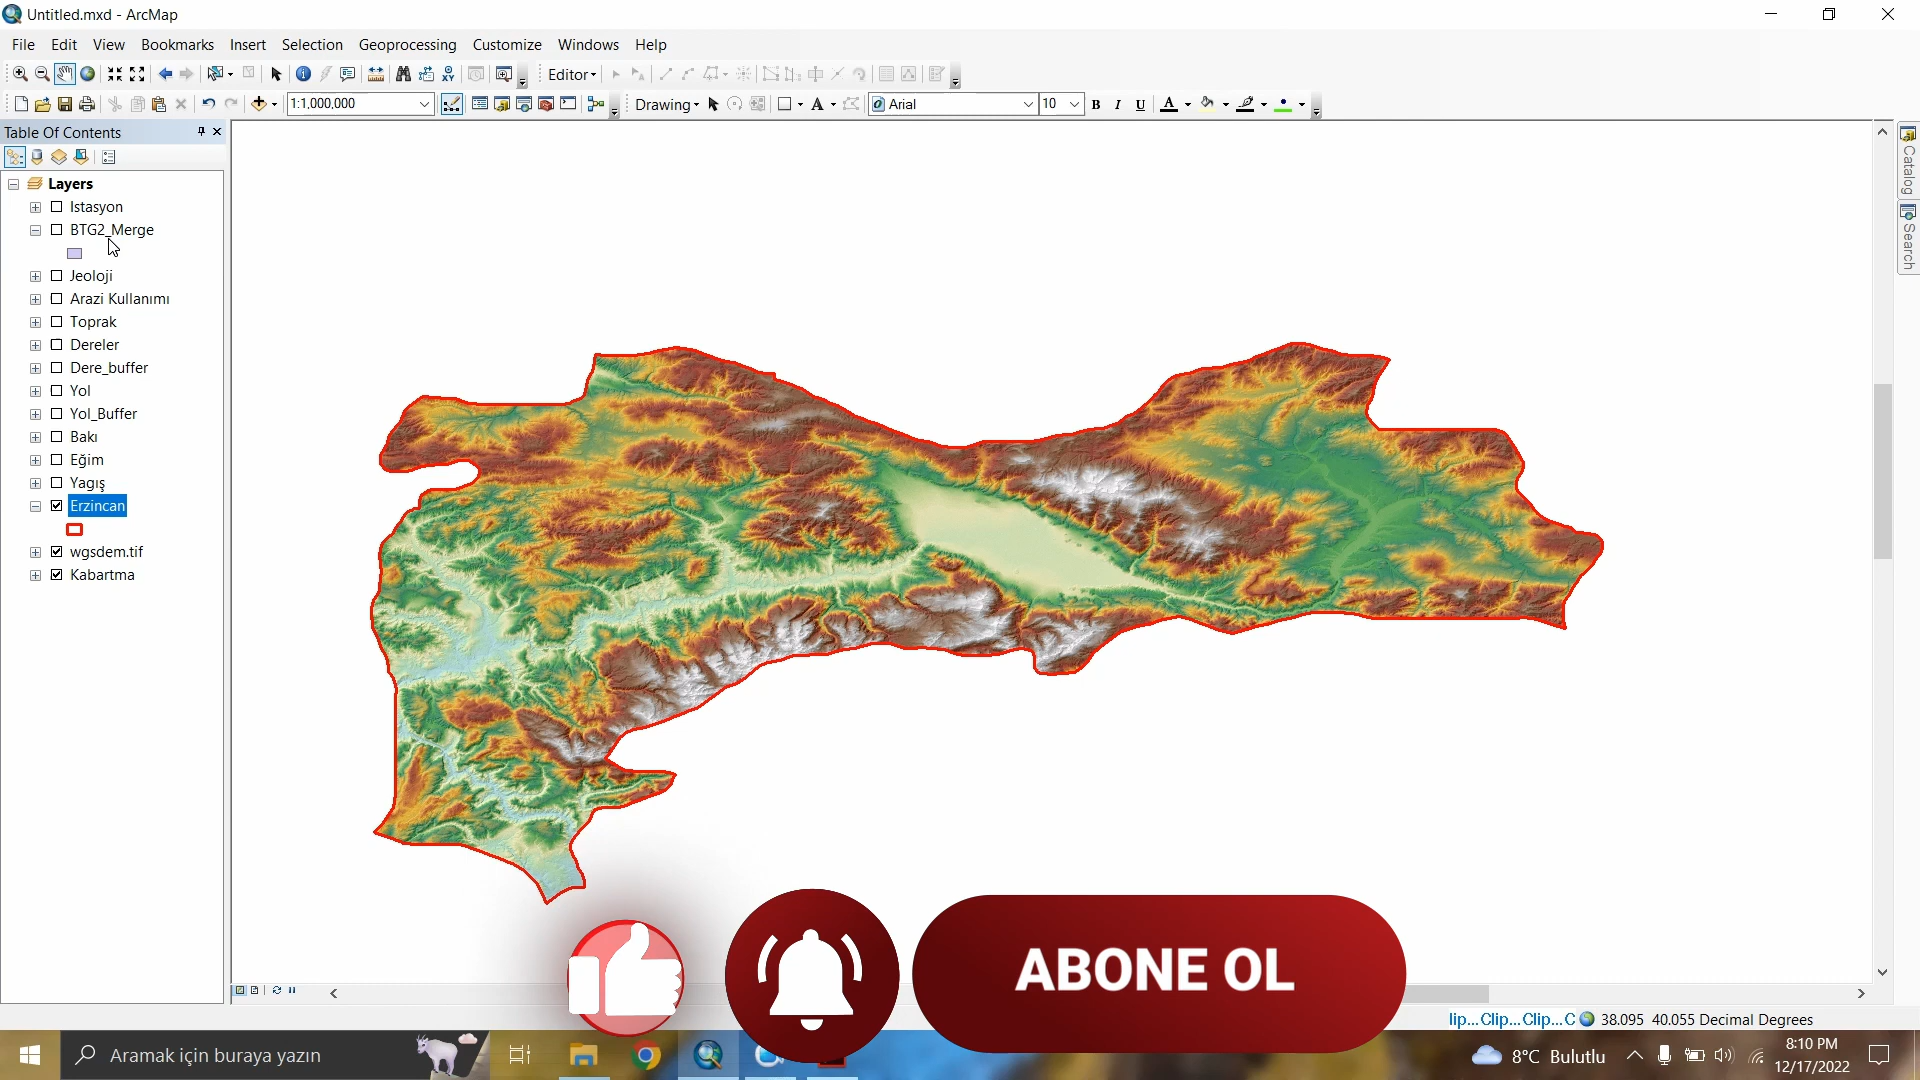 Untitled.mxd - ArcMap
File Edit View Bookmarks Insert Selection Geoprocessing Customize Windows Help
Editor
1:1,000,000 Drawing A Arial 10 B I U A
Table Of Contents
Layers
Istasyon
BTG2_Merge
Jeoloji
Arazi Kullanımı
Toprak
Dereler
Dere_buffer
Yol
Yol_Buffer
Bakı
Eğim
Yagış
Erzincan
wgsdem.tif
Kabartma
Catalog
Search
ABONE OL
lip...Clip...Clip...C 38.095 40.055 Decimal Degrees
Aramak için buraya yazın
8°C Bulutlu
8:10 PM
12/17/2022